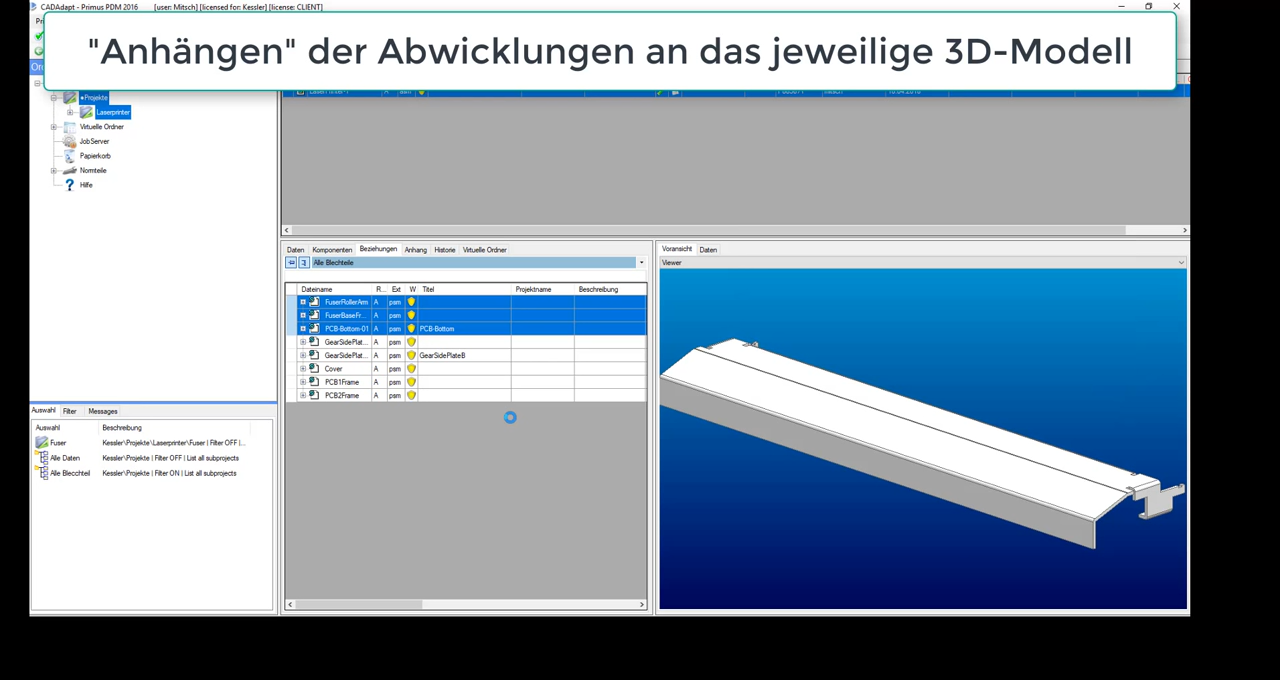 CADAdapt - Primus PDM 2016 [user: Mitsch] [licensed for: Kessler] [license: CLIENT]
"Anhängen" der Abwicklungen an das jeweilige 3D-Modell
Projekte
Laserprinter
Virtuelle Ordner
JobServer
Papierkorb
Normteile
Hilfe
Daten Komponenten Beziehungen Anhang Historie Virtuelle Ordner
Alle Blechteile
Dateiname R... Ext W Titel Projektname Beschreibung
FuserRollerArm A psm
FuserBaseFr... A psm
PCB-Bottom-01 A psm PCB-Bottom
GearSidePlat... A psm
GearSidePlat... A psm GearSidePlateB
Cover A psm
PCB1Frame A psm
PCB2Frame A psm
Voransicht Daten
Viewer
Auswahl Filter Messages
Auswahl Beschreibung
Fuser Kessler\Projekte\Laserprinter\Fuser | Filter OFF |...
Alle Daten Kessler\Projekte | Filter OFF | List all subprojects
Alle Blecchteil Kessler\Projekte | Filter ON | List all subprojects